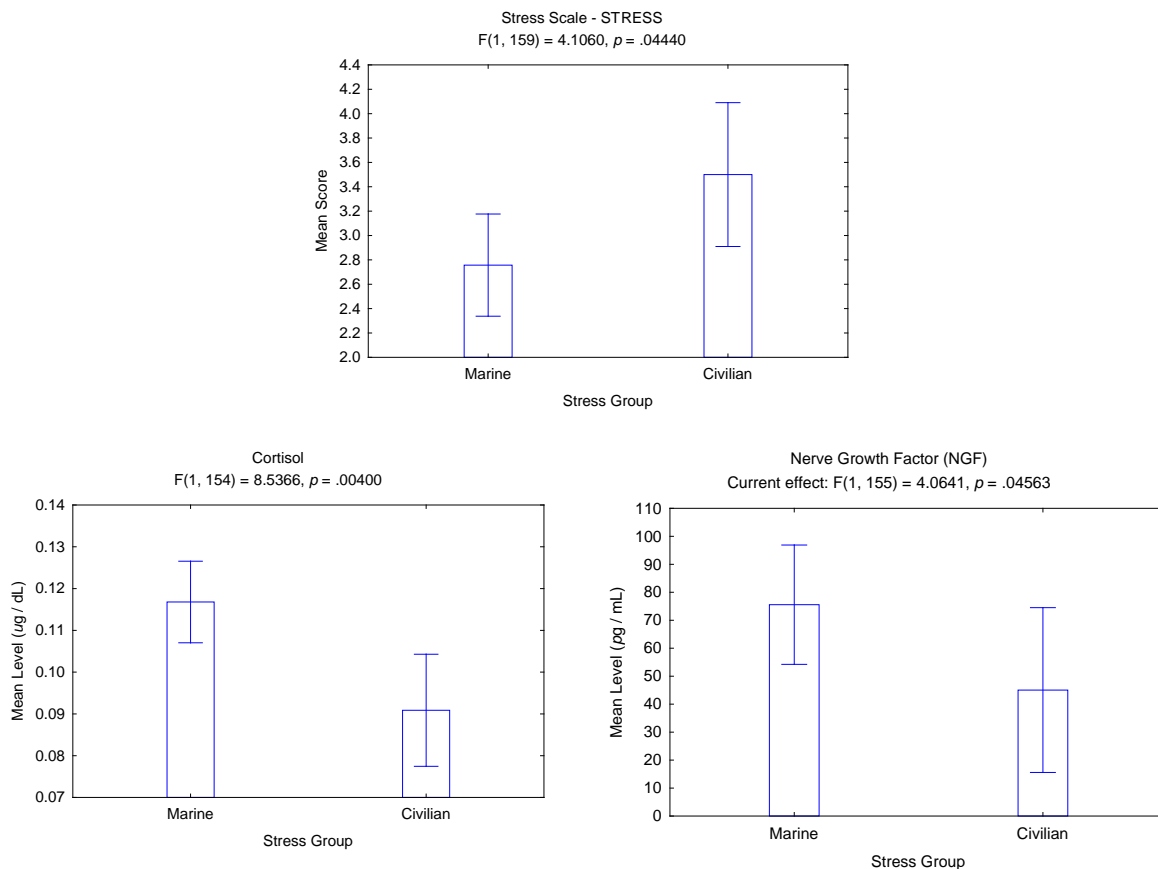 Stress Scale - STRESS
F(1, 159) = 4.1060, p = .04440
4.4
4.2
4.0
3.8
3.6
3.4
3.2
3.0
2.8
2.6
2.4
2.2
2.0
Mean Score
Marine
Civilian
Stress Group
Cortisol
F(1, 154) = 8.5366, p = .00400
0.14
0.13
0.12
0.11
0.10
0.09
0.08
0.07
Mean Level (ug / dL)
Marine
Civilian
Stress Group
Nerve Growth Factor (NGF)
Current effect: F(1, 155) = 4.0641, p = .04563
110
100
90
80
70
60
50
40
30
20
10
0
Mean Level (pg / mL)
Marine
Civilian
Stress Group